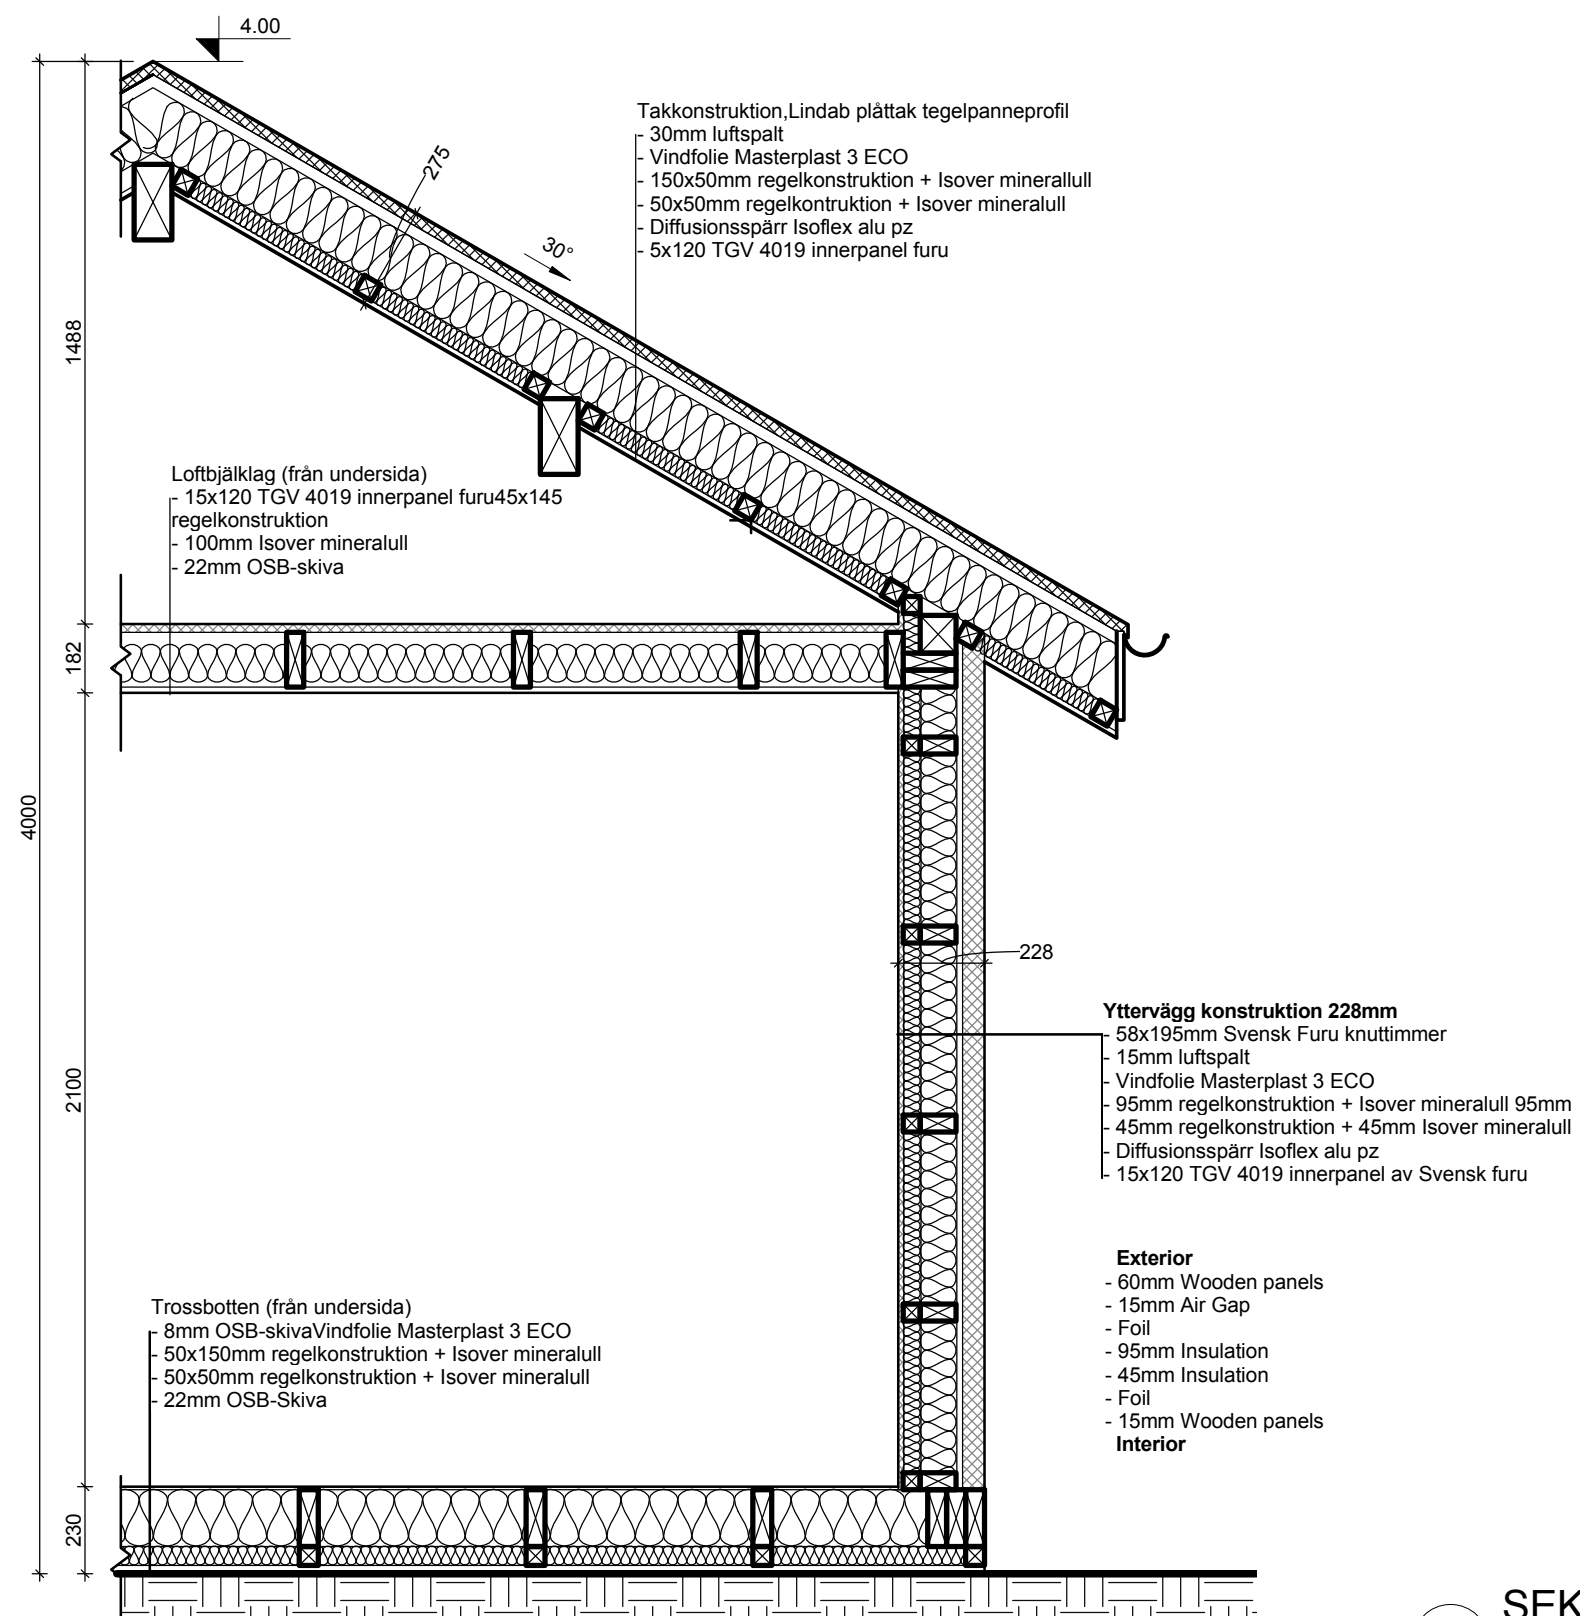 4.00
Takkonstruktion,Lindab plåttak tegelpanneprofil
- 30mm luftspalt
- Vindfolie Masterplast 3 ECO
- 150x50mm regelkonstruktion + Isover minerallull
- 50x50mm regelkontruktion + Isover mineralull
- Diffusionsspärr Isoflex alu pz
- 5x120 TGV 4019 innerpanel furu
275
30°
1488
Loftbjälklag (från undersida)
- 15x120 TGV 4019 innerpanel furu45x145
regelkonstruktion
- 100mm Isover mineralull
- 22mm OSB-skiva
182
4000
2100
228
Yttervägg konstruktion 228mm
- 58x195mm Svensk Furu knuttimmer
- 15mm luftspalt
- Vindfolie Masterplast 3 ECO
- 95mm regelkonstruktion + Isover mineralull 95mm
- 45mm regelkonstruktion + 45mm Isover mineralull
- Diffusionsspärr Isoflex alu pz
- 15x120 TGV 4019 innerpanel av Svensk furu
Exterior
- 60mm Wooden panels
- 15mm Air Gap
- Foil
- 95mm Insulation
- 45mm Insulation
- Foil
- 15mm Wooden panels
Interior
Trossbotten (från undersida)
- 8mm OSB-skivaVindfolie Masterplast 3 ECO
- 50x150mm regelkonstruktion + Isover mineralull
- 50x50mm regelkonstruktion + Isover mineralull
- 22mm OSB-Skiva
230
SEK